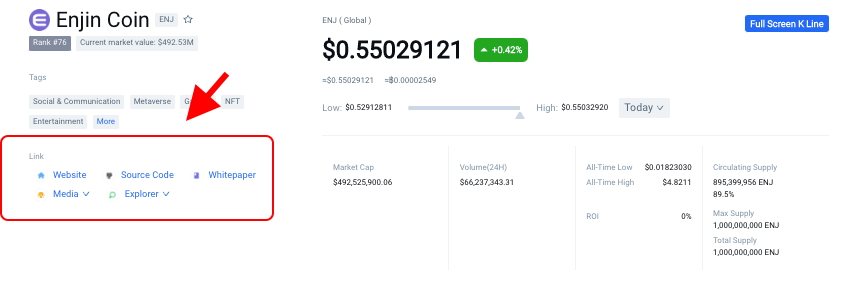 Enjin Coin ENJ
Rank #76 Current market value: $492.53M
Tags
Social & Communication Metaverse NFT
Entertainment More
Link
Website Source Code Whitepaper
Media Explorer
ENJ ( Global )
$0.55029121 +0.42%
≈$0.55029121 ≈฿0.00002549
Full Screen K Line
Low: $0.52912811 High: $0.55032920 Today
Market Cap
$492,525,900.06
Volume(24H)
$66,237,343.31
All-Time Low $0.01823030
All-Time High $4.8211
ROI 0%
Circulating Supply
895,399,956 ENJ
89.5%
Max Supply
1,000,000,000 ENJ
Total Supply
1,000,000,000 ENJ